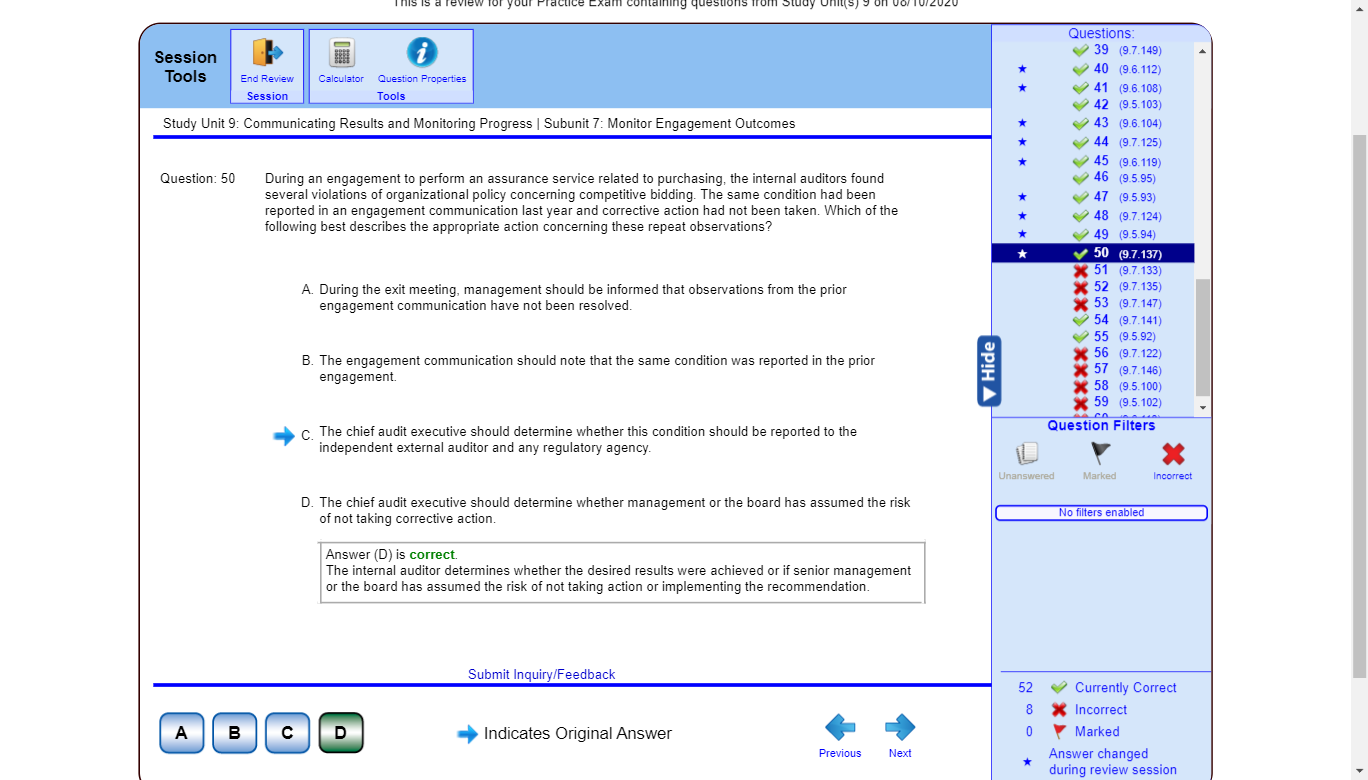 This is a review for your Practice Exam containing questions from Study Unit(s) 9 on 08/10/2020
Session Tools
End Review
Session
Calculator
Question Properties
Tools
Study Unit 9: Communicating Results and Monitoring Progress | Subunit 7: Monitor Engagement Outcomes
Question: 50
During an engagement to perform an assurance service related to purchasing, the internal auditors found
several violations of organizational policy concerning competitive bidding. The same condition had been
reported in an engagement communication last year and corrective action had not been taken. Which of the
following best describes the appropriate action concerning these repeat observations?
A. During the exit meeting, management should be informed that observations from the prior
engagement communication have not been resolved.
B. The engagement communication should note that the same condition was reported in the prior
engagement.
C. The chief audit executive should determine whether this condition should be reported to the
independent external auditor and any regulatory agency.
D. The chief audit executive should determine whether management or the board has assumed the risk
of not taking corrective action.
Answer (D) is correct.
The internal auditor determines whether the desired results were achieved or if senior management
or the board has assumed the risk of not taking action or implementing the recommendation.
Submit Inquiry/Feedback
A B C D
Indicates Original Answer
Previous
Next
Questions:
39 (9.7.149)
40 (9.6.112)
41 (9.6.108)
42 (9.5.103)
43 (9.6.104)
44 (9.7.125)
45 (9.6.119)
46 (9.5.95)
47 (9.5.93)
48 (9.7.124)
49 (9.5.94)
50 (9.7.137)
51 (9.7.133)
52 (9.7.135)
53 (9.7.147)
54 (9.7.141)
55 (9.5.92)
56 (9.7.122)
57 (9.7.146)
58 (9.5.100)
59 (9.5.102)
Hide
Question Filters
Unanswered
Marked
Incorrect
No filters enabled
52 Currently Correct
8 Incorrect
0 Marked
Answer changed
during review session